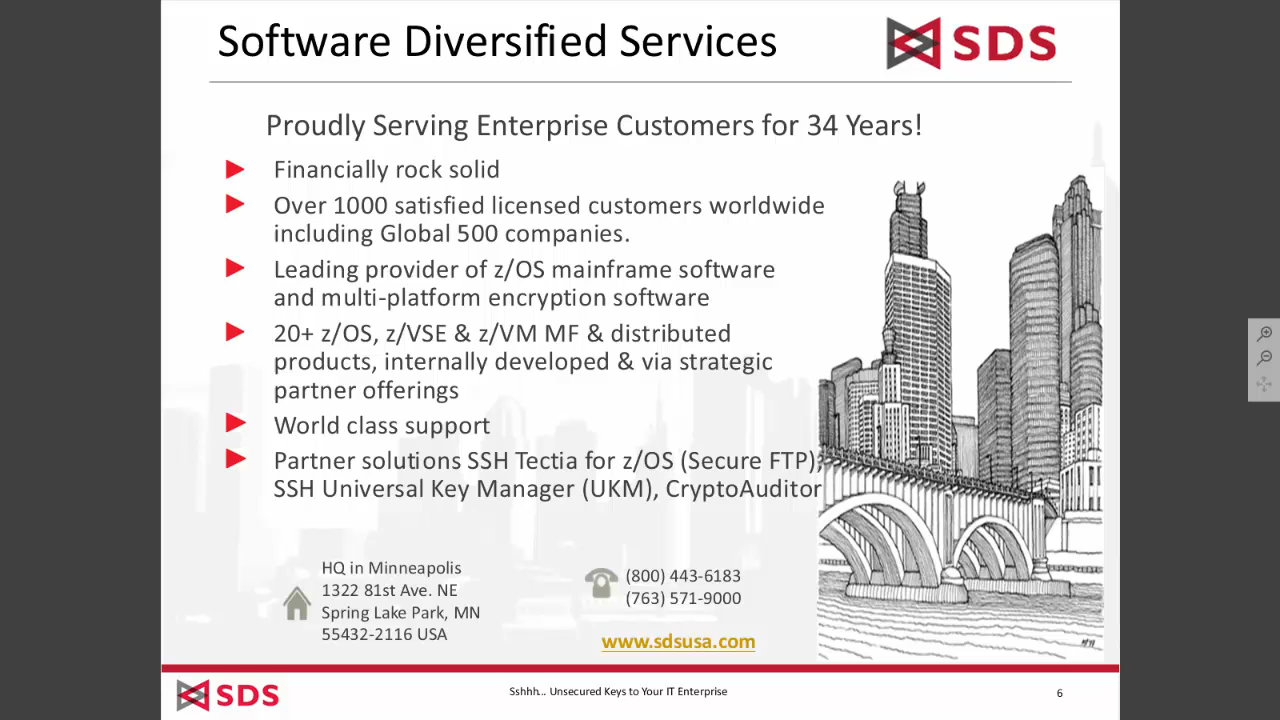 Software Diversified Services
SDS
Proudly Serving Enterprise Customers for 34 Years!
Financially rock solid
Over 1000 satisfied licensed customers worldwide
including Global 500 companies.
Leading provider of z/OS mainframe software
and multi-platform encryption software
20+ z/OS, z/VSE & z/VM MF & distributed
products, internally developed & via strategic
partner offerings
World class support
Partner solutions SSH Tectia for z/OS (Secure FTP),
SSH Universal Key Manager (UKM), CryptoAuditor
HQ in Minneapolis
1322 81st Ave. NE
Spring Lake Park, MN
55432-2116 USA
(800) 443-6183
(763) 571-9000
www.sdsusa.com
SDS
Sshhh... Unsecured Keys to Your IT Enterprise
6